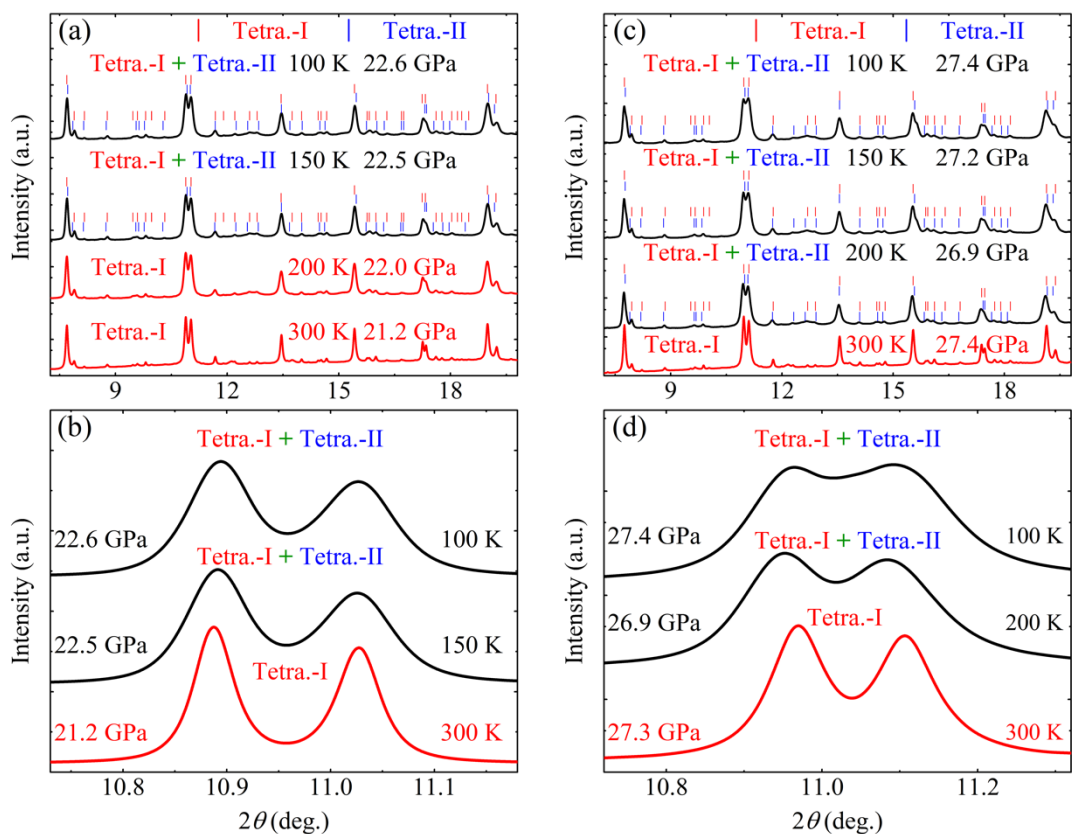 (a)
Tetra.-I Tetra.-II
Tetra.-I + Tetra.-II 100 K 22.6 GPa
Tetra.-I + Tetra.-II 150 K 22.5 GPa
Tetra.-I 200 K 22.0 GPa
Tetra.-I 300 K 21.2 GPa
Intensity (a.u.)
9 12 15 18
(c)
Tetra.-I Tetra.-II
Tetra.-I + Tetra.-II 100 K 27.4 GPa
Tetra.-I + Tetra.-II 150 K 27.2 GPa
Tetra.-I + Tetra.-II 200 K 26.9 GPa
Tetra.-I 300 K 27.4 GPa
Intensity (a.u.)
9 12 15 18
(b)
Tetra.-I + Tetra.-II
22.6 GPa 100 K
Tetra.-I + Tetra.-II
22.5 GPa 150 K
Tetra.-I
21.2 GPa 300 K
Intensity (a.u.)
10.8 10.9 11.0 11.1
2θ (deg.)
(d)
Tetra.-I + Tetra.-II
27.4 GPa 100 K
Tetra.-I + Tetra.-II
26.9 GPa 200 K
Tetra.-I
27.3 GPa 300 K
Intensity (a.u.)
10.8 11.0 11.2
2θ (deg.)